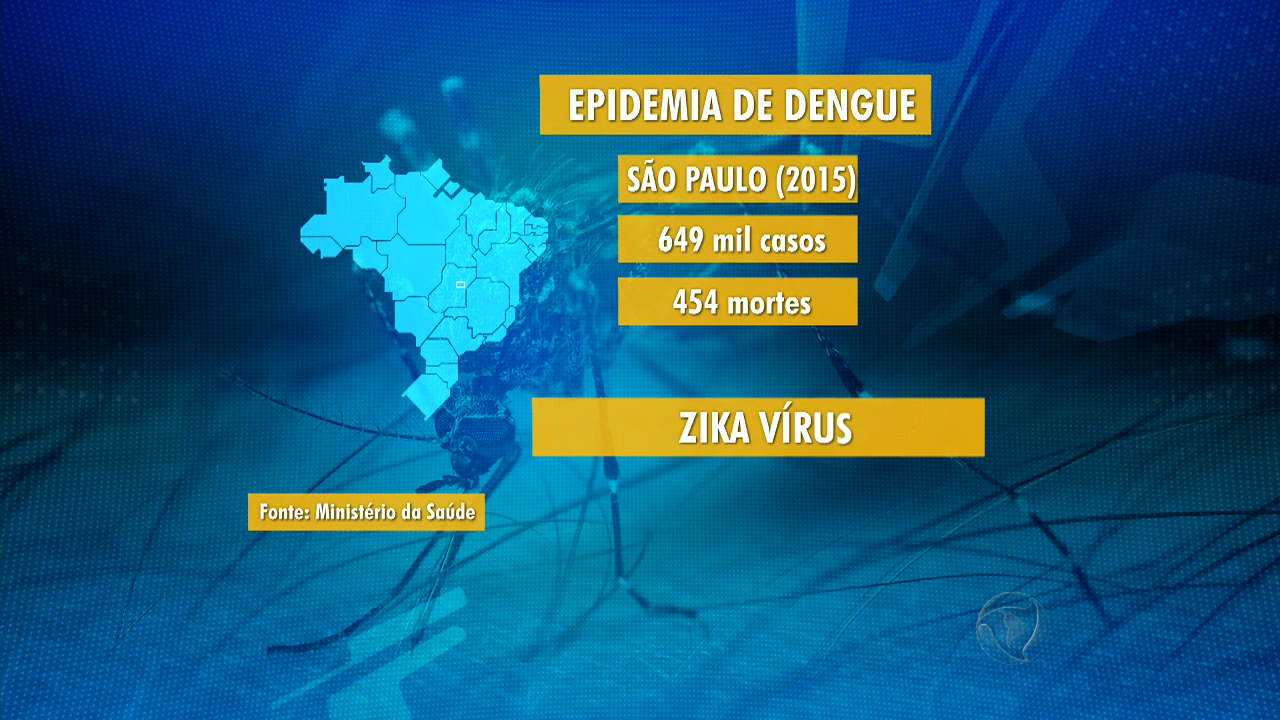 EPIDEMIA DE DENGUE
SÃO PAULO (2015)
649 mil casos
454 mortes
ZIKA VÍRUS
Fonte: Ministério da Saúde